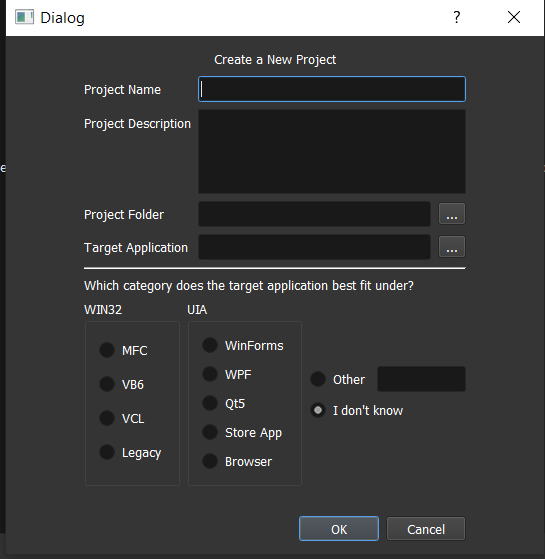 Dialog ?
Create a New Project
Project Name
Project Description
Project Folder ...
Target Application ...
Which category does the target application best fit under?
WIN32 UIA
MFC
VB6
VCL
Legacy
WinForms
WPF
Qt5
Store App
Browser
Other
I don't know
OK Cancel